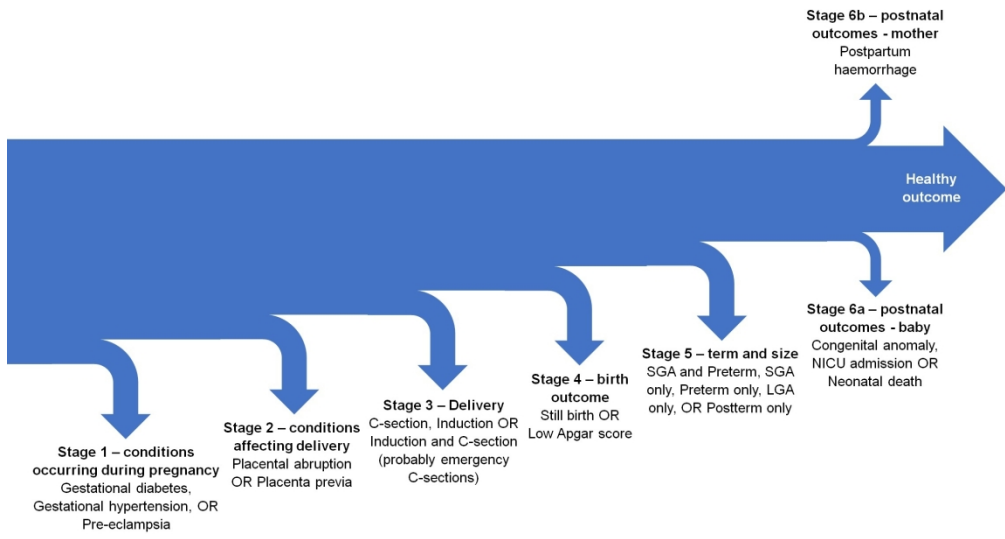 Stage 6b – postnatal
outcomes - mother
Postpartum
haemorrhage
Healthy
outcome
Stage 1 – conditions
occurring during pregnancy
Gestational diabetes,
Gestational hypertension, OR
Pre-eclampsia
Stage 2 – conditions
affecting delivery
Placental abruption
OR Placenta previa
Stage 3 – Delivery
C-section, Induction OR
Induction and C-section
(probably emergency
C-sections)
Stage 4 – birth
outcome
Still birth OR
Low Apgar score
Stage 5 – term and size
SGA and Preterm, SGA
only, Preterm only, LGA
only, OR Postterm only
Stage 6a – postnatal
outcomes - baby
Congenital anomaly,
NICU admission OR
Neonatal death